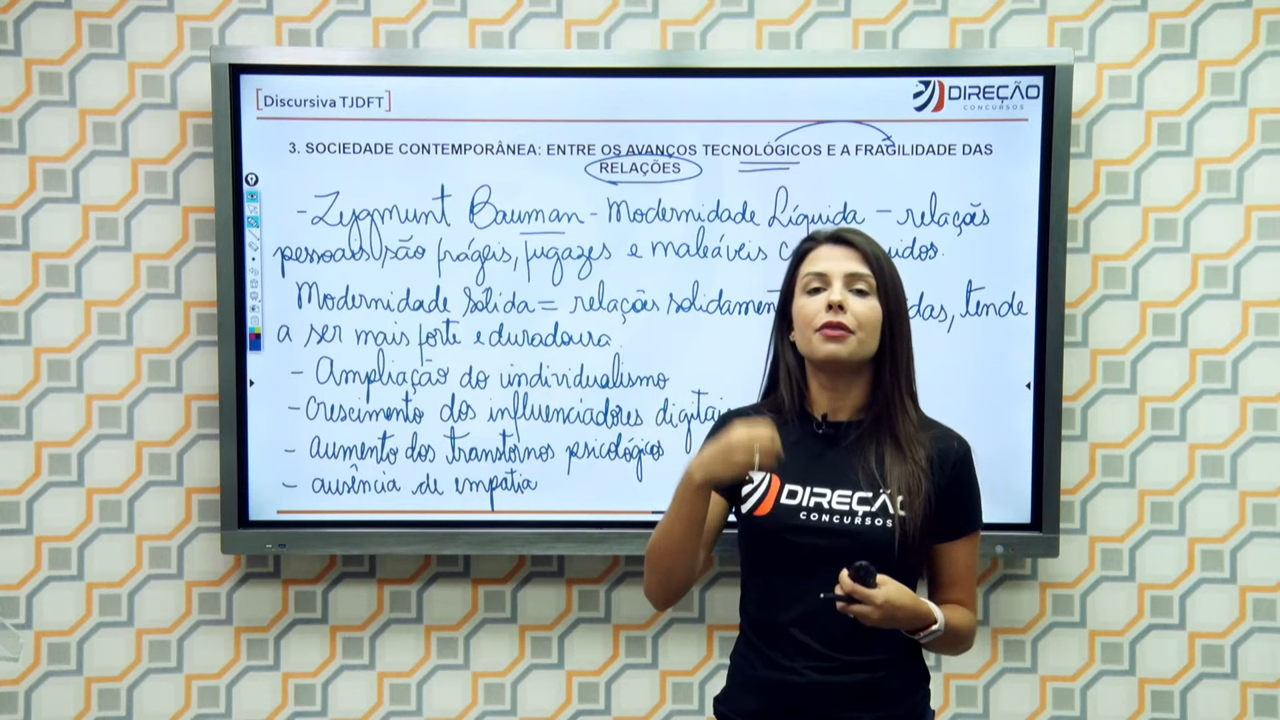 [Discursiva TJDFT]
DIREÇÃO
CONCURSOS
3. SOCIEDADE CONTEMPORÂNEA: ENTRE OS AVANÇOS TECNOLÓGICOS E A FRAGILIDADE DAS
RELAÇÕES
- Zygmunt Bauman - Modernidade Líquida - relações
pessoais são frágeis, fugazes e maleáveis
Modernidade Sólida = relações tende
a ser mais forte e duradoura.
- Ampliação do individualismo
- Crescimento dos influenciadores
- aumento dos transtornos psicológicos
- ausência de empatia
DIREÇÃO
CONCURSOS